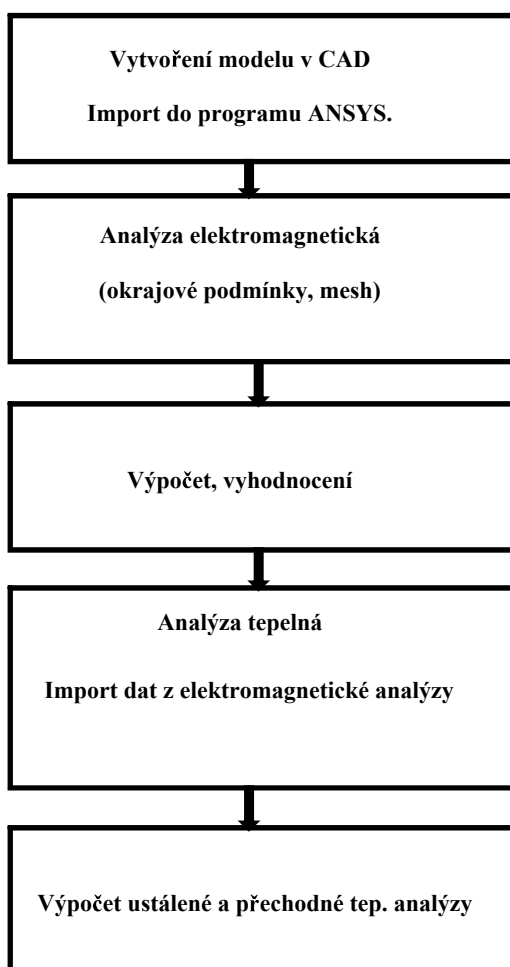 Vytvoření modelu v CAD
Import do programu ANSYS.
Analýza elektromagnetická
(okrajové podmínky, mesh)
Výpočet, vyhodnocení
Analýza tepelná
Import dat z elektromagnetické analýzy
Výpočet ustálené a přechodné tep. analýzy